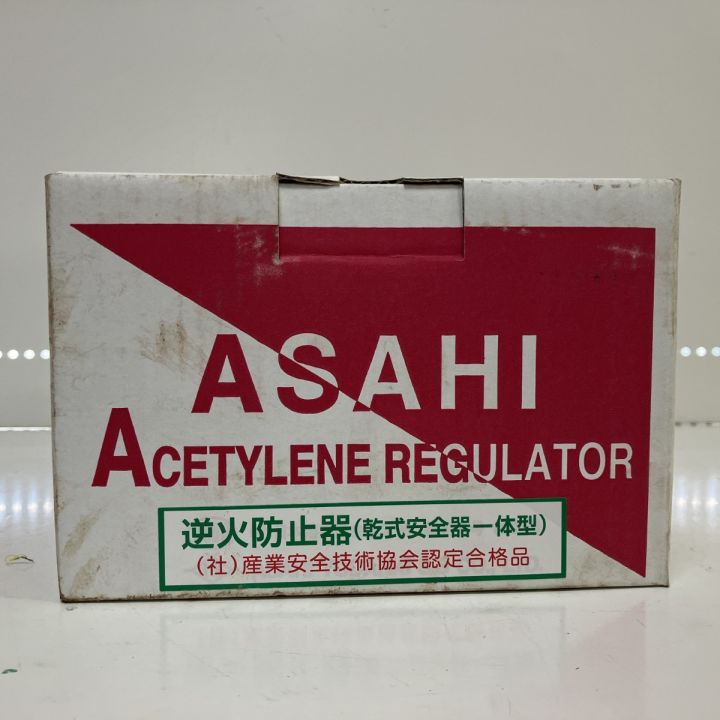 ASAHI
ACETYLENE REGULATOR
逆火防止器(乾式安全器一体型)
(社)産業安全技術協会認定合格品